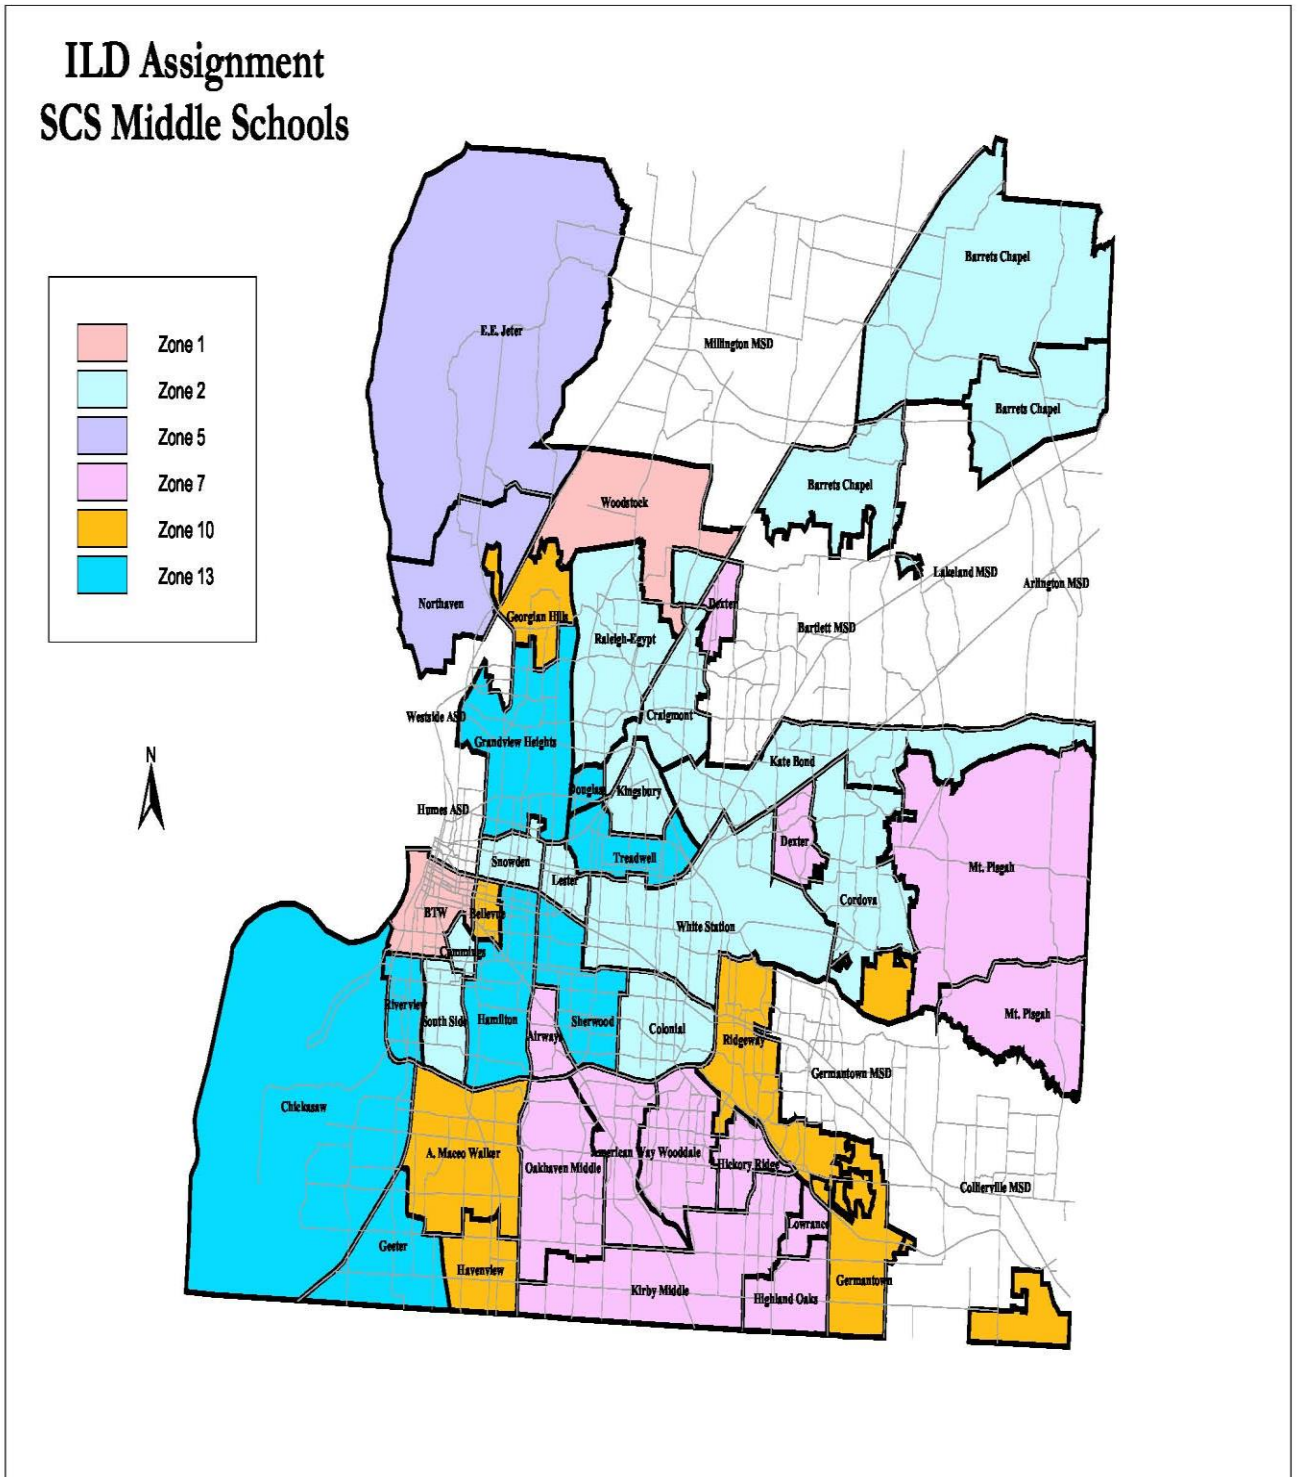 ILD Assignment
SCS Middle Schools
Zone 1
Zone 2
Zone 5
Zone 7
Zone 10
Zone 13
N
Barrets Chapel
E.E. Jeter
Millington MSD
Barrets Chapel
Barrets Chapel
Woodstock
Lakeland MSD
Arlington MSD
Northaven
Dexter
Georgian Hills
Bartlett MSD
Raleigh-Egypt
Westside ASD
Craigmont
Grandview Heights
Kate Bond
Douglass
Kingsbury
Humes ASD
Dexter
Snowden
Treadwell
Mt. Pisgah
Lester
Cordova
BTW
Bellevue
White Station
Cummings
Riverview
Mt. Pisgah
South Side
Hamilton
Sherwood
Airways
Colonial
Ridgeway
Germantown MSD
Chickasaw
A. Maceo Walker
American Way Wooddale
Oakhaven Middle
Hickory Ridge
Collierville MSD
Lowrance
Geeter
Havenview
Germantown
Kirby Middle
Highland Oaks